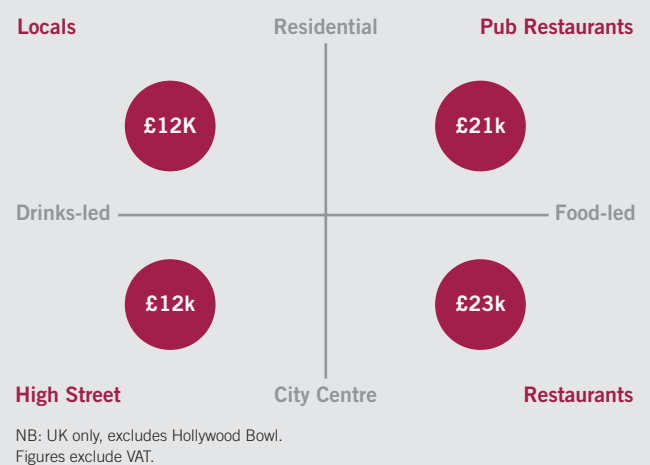 Locals Residential Pub Restaurants
£12K £21k
Drinks-led Food-led
£12k £23k
High Street City Centre Restaurants
NB: UK only, excludes Hollywood Bowl.
Figures exclude VAT.